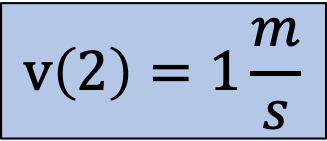 v(2) = 1 m/s